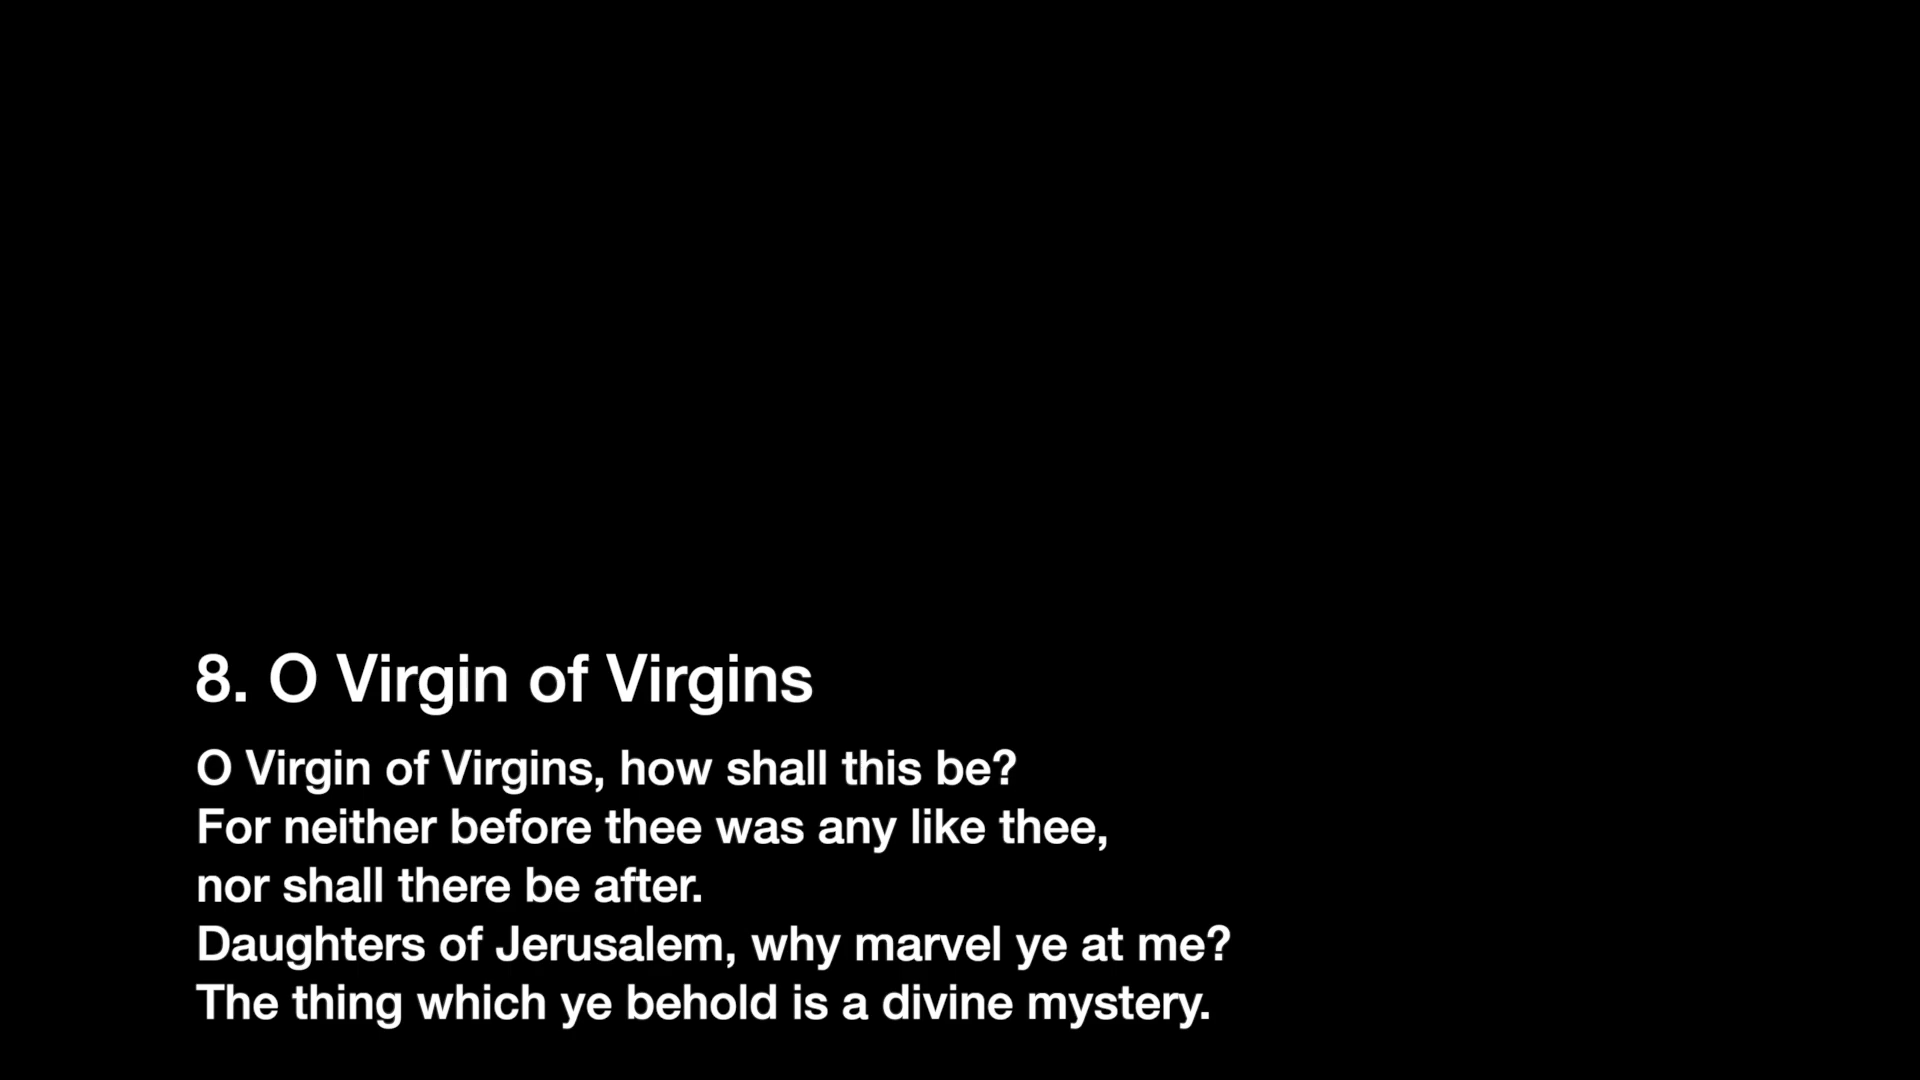 8. O Virgin of Virgins
O Virgin of Virgins, how shall this be?
For neither before thee was any like thee,
nor shall there be after.
Daughters of Jerusalem, why marvel ye at me?
The thing which ye behold is a divine mystery.